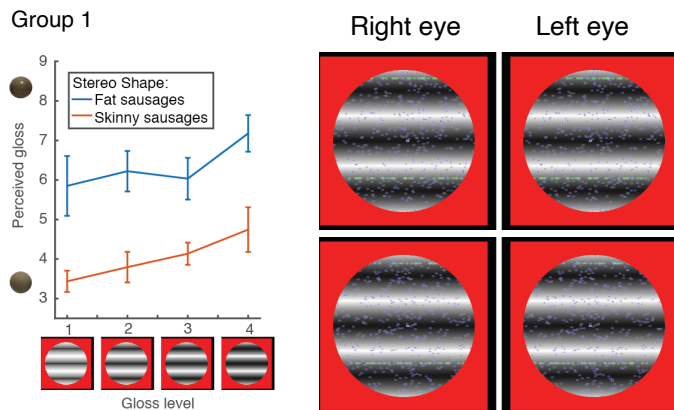 Group 1
Right eye
Left eye
9
8
7
6
5
4
3
Perceived gloss
Stereo Shape:
Fat sausages
Skinny sausages
1 2 3 4
Gloss level